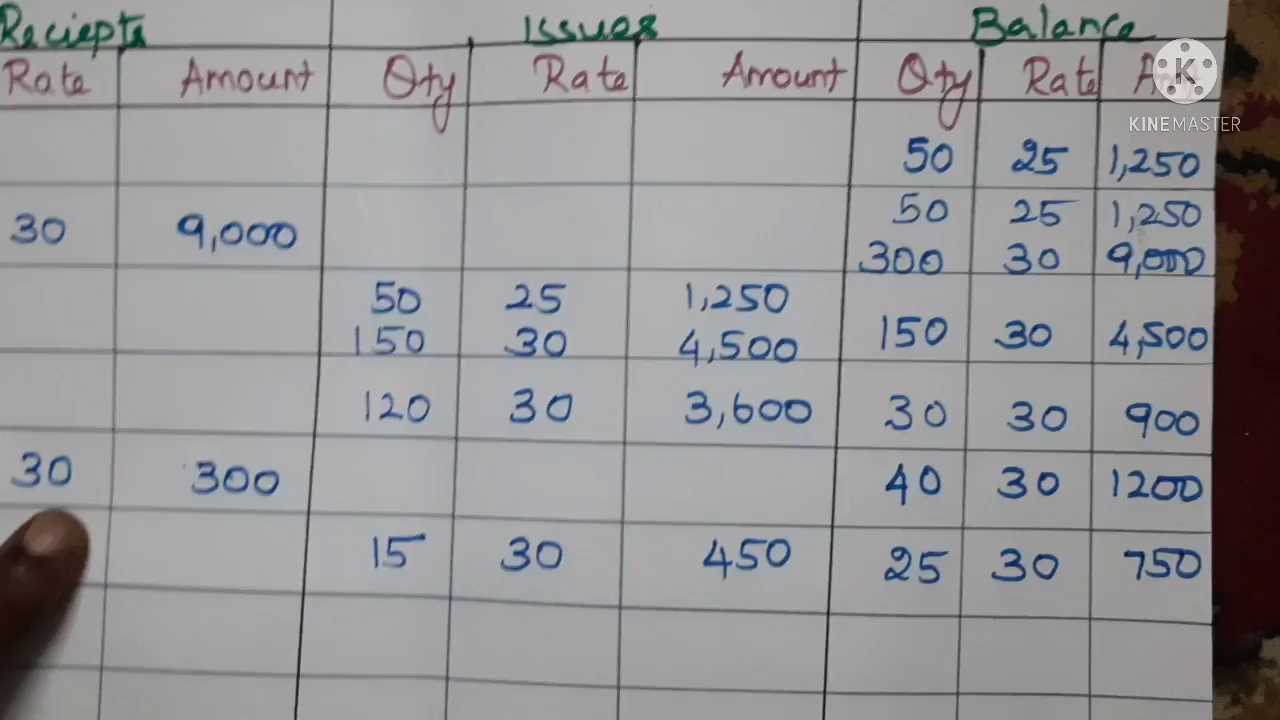 Reciepts Issues Balance
Rate Amount Qty Rate Amount Qty Rate
K
KINEMASTER
50 25 1,250
50 25 1,250
30 9,000
300 30 9,000
50 25 1,250
150 30 4,500 150 30 4,500
120 30 3,600 30 30 900
30 300 40 30 1200
15 30 450 25 30 750